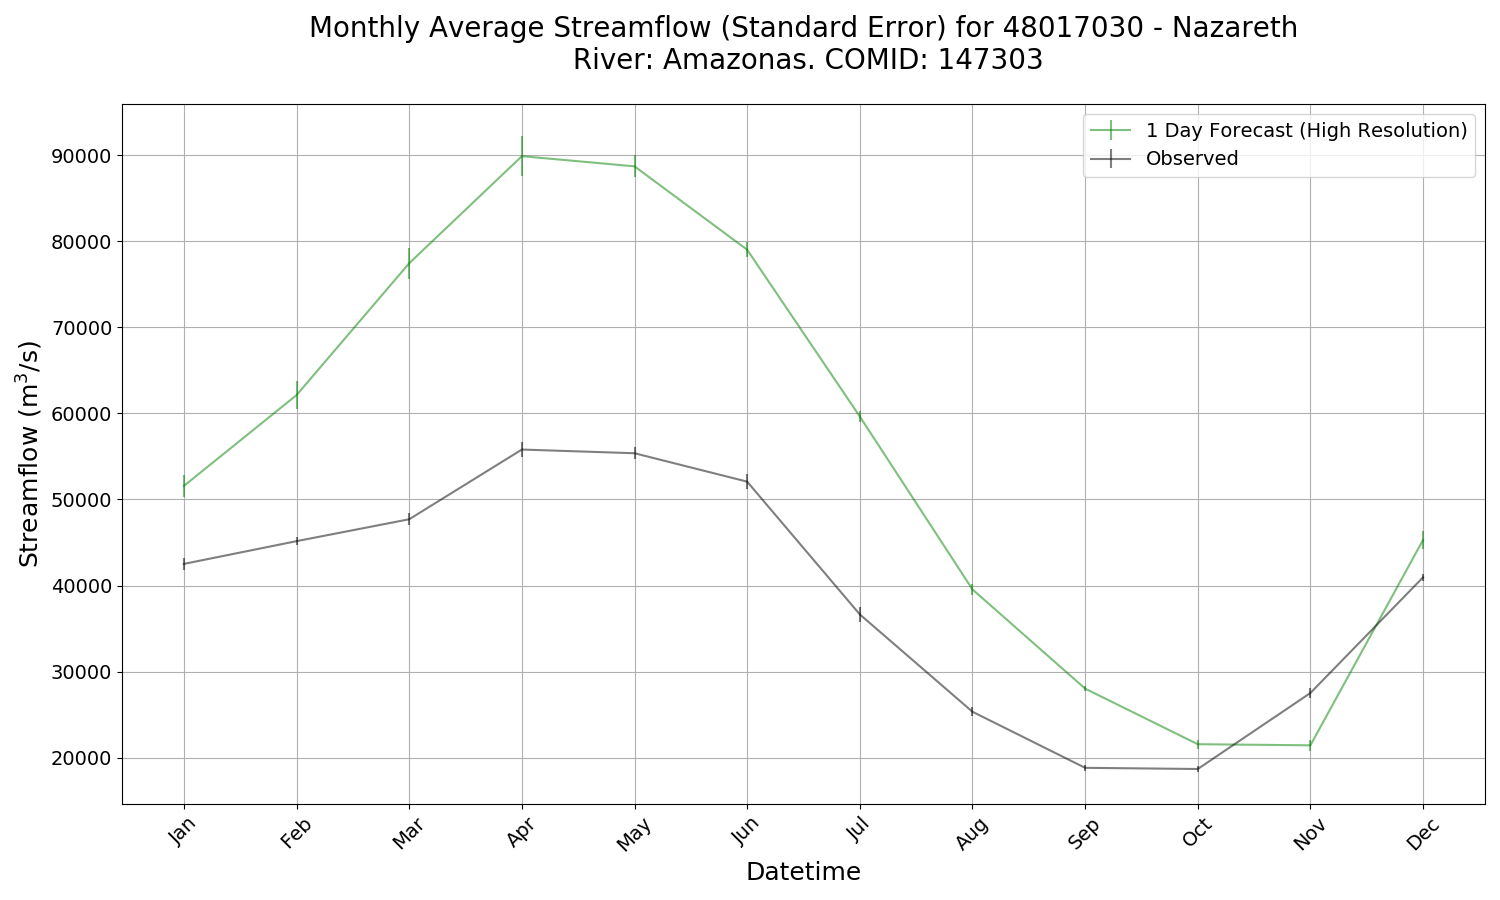 Monthly Average Streamflow (Standard Error) for 48017030 - Nazareth
River: Amazonas. COMID: 147303
1 Day Forecast (High Resolution)
Observed
Streamflow (m³/s)
90000
80000
70000
60000
50000
40000
30000
20000
Jan
Feb
Mar
Apr
May
Jun
Jul
Aug
Sep
Oct
Nov
Dec
Datetime